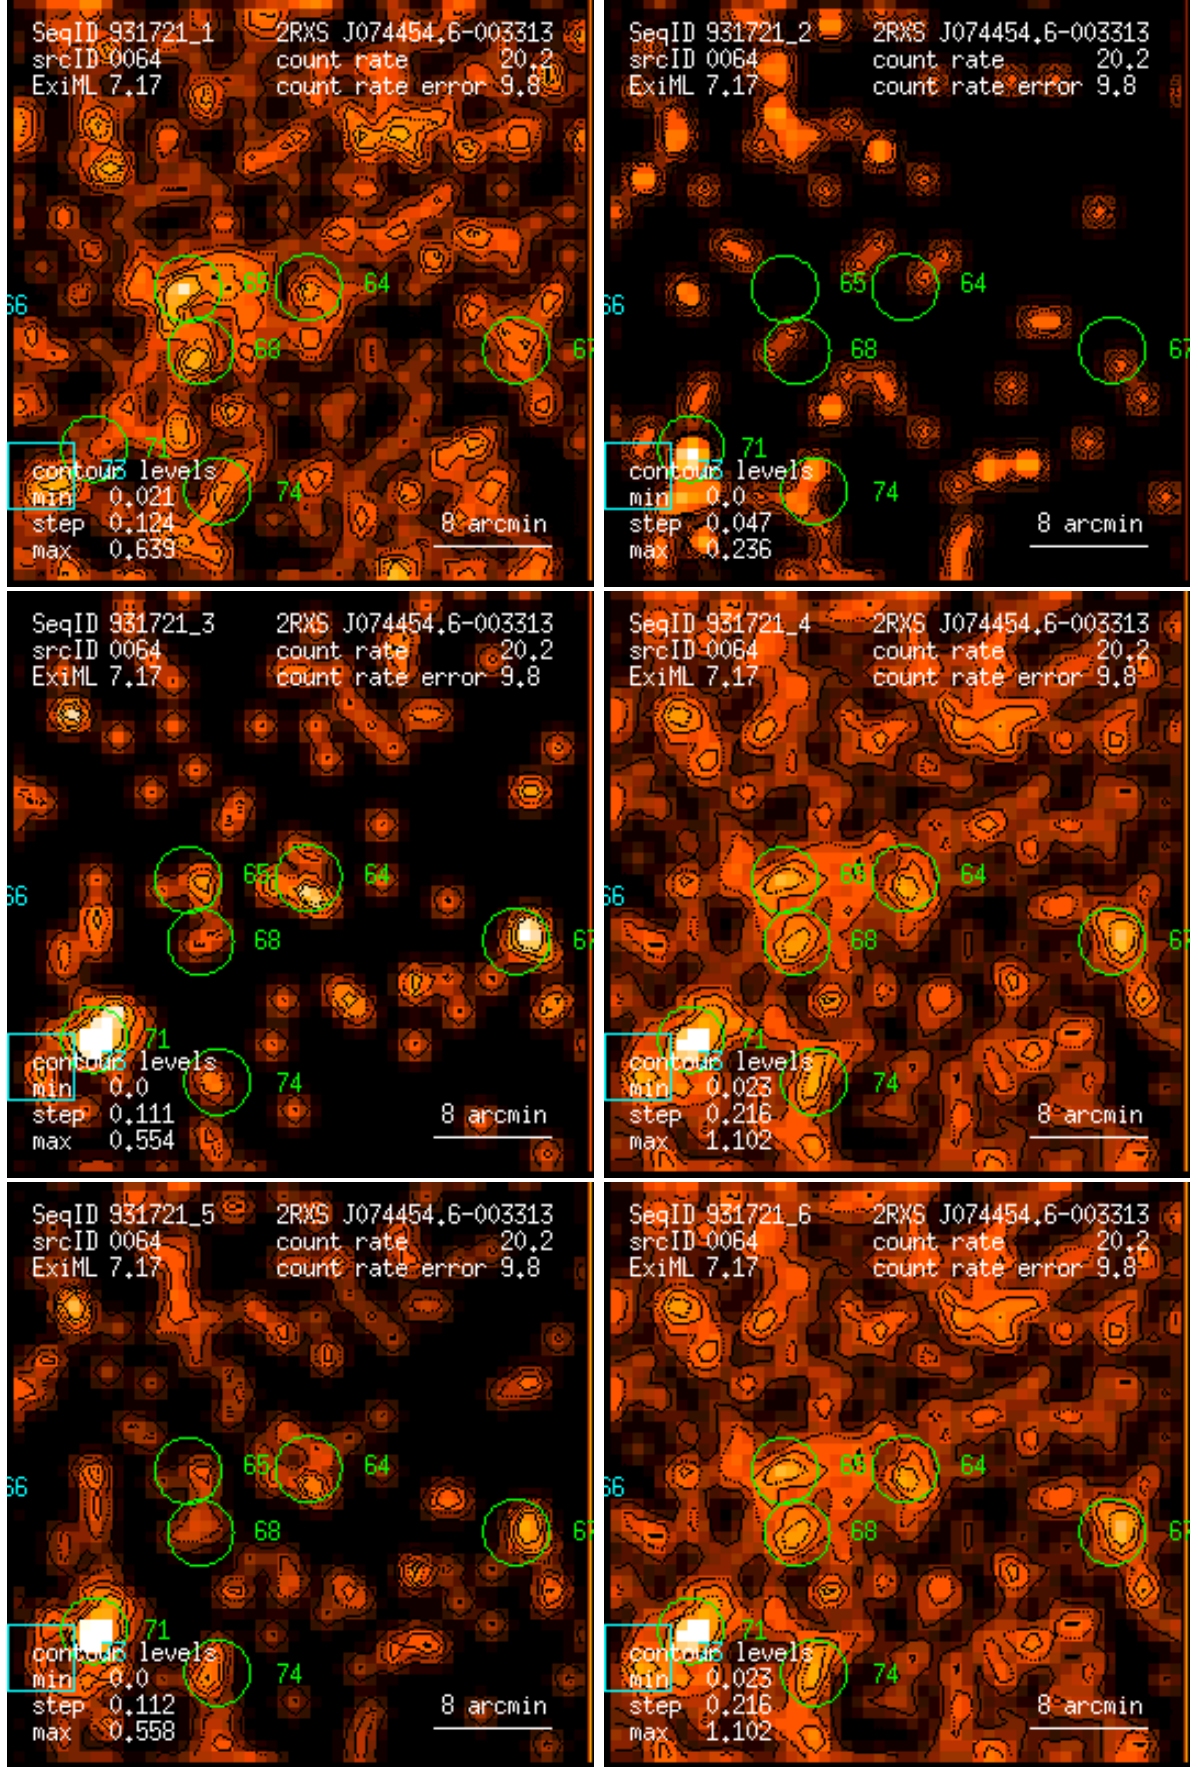 SeqID 931721_1 2RXS J074454.6-003313
srcID 0064 count rate 20.2
ExiML 7.17 count rate error 9.8
65 64
66
68 67
71
contour levels
min 0.021 74
step 0.124 8 arcmin
max 0.639
SeqID 931721_2 2RXS J074454.6-003313
srcID 0064 count rate 20.2
ExiML 7.17 count rate error 9.8
65 64
66
68 67
71
contour levels
min 0.0 74
step 0.047 8 arcmin
max 0.236
SeqID 931721_3 2RXS J074454.6-003313
srcID 0064 count rate 20.2
ExiML 7.17 count rate error 9.8
65 64
66
68 67
71
contour levels
min 0.0 74
step 0.111 8 arcmin
max 0.554
SeqID 931721_4 2RXS J074454.6-003313
srcID 0064 count rate 20.2
ExiML 7.17 count rate error 9.8
65 64
66
68 67
71
contour levels
min 0.023 74
step 0.216 8 arcmin
max 1.102
SeqID 931721_5 2RXS J074454.6-003313
srcID 0064 count rate 20.2
ExiML 7.17 count rate error 9.8
65 64
66
68 67
71
contour levels
min 0.0 74
step 0.112 8 arcmin
max 0.558
SeqID 931721_6 2RXS J074454.6-003313
srcID 0064 count rate 20.2
ExiML 7.17 count rate error 9.8
65 64
66
68 67
71
contour levels
min 0.023 74
step 0.216 8 arcmin
max 1.102